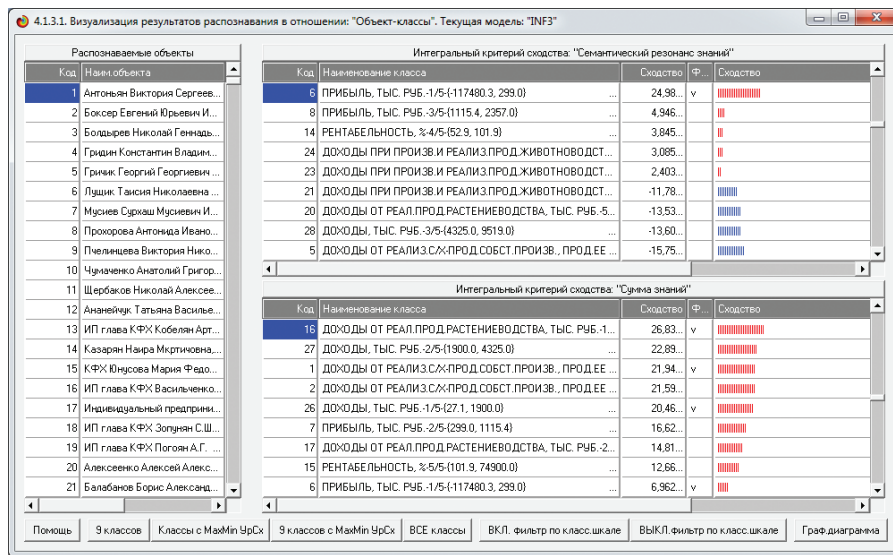 4.1.3.1. Визуализация результатов распознавания в отношении: "Объект-классы". Текущая модель: "INF3"
Распознаваемые объекты
Код Наим.объекта
1 Антоньян Виктория Сергеев...
2 Боксер Евгений Юрьевич И...
3 Болдырев Николай Геннадь...
4 Гридин Константин Владим...
5 Гричик Георгий Георгиевич ...
6 Лущик Таисия Николаевна ...
7 Мусиев Сурхаш Мусиевич И...
8 Прохорова Антонида Ивано...
9 Пчелинцева Виктория Нико...
10 Чумаченко Анатолий Григор...
11 Щербаков Николай Алексее...
12 Ананейчук Татьяна Василье...
13 ИП глава КФХ Кобелян Арт...
14 Казарян Наира Мкртичовна,...
15 КФХ Юнусова Мария Федо...
16 ИП глава КФХ Васильченко...
17 Индивидуальный предприни...
18 ИП глава КФХ Зопунян С.Ш...
19 ИП глава КФХ Погоян А.Г. ...
20 Алексеенко Алексей Алекс...
21 Балабанов Борис Александ...
Интегральный критерий сходства: "Семантический резонанс знаний"
Код Наименование класса Сходство Ф... Сходство
6 ПРИБЫЛЬ, ТЫС. РУБ.-1/5-{-117480.3, 299.0} ... 24,98... v
8 ПРИБЫЛЬ, ТЫС. РУБ.-3/5-{1115.4, 2357.0} ... 4,946...
14 РЕНТАБЕЛЬНОСТЬ, %-4/5-{52.9, 101.9} ... 3,845...
24 ДОХОДЫ ПРИ ПРОИЗВ.И РЕАЛИЗ.ПРОД.ЖИВОТНОВОДСТ... 3,085...
23 ДОХОДЫ ПРИ ПРОИЗВ.И РЕАЛИЗ.ПРОД.ЖИВОТНОВОДСТ... 2,403...
21 ДОХОДЫ ПРИ ПРОИЗВ.И РЕАЛИЗ.ПРОД.ЖИВОТНОВОДСТ... -11,78...
20 ДОХОДЫ ОТ РЕАЛ.ПРОД.РАСТЕНИЕВОДСТВА, ТЫС. РУБ.-5... -13,53...
28 ДОХОДЫ, ТЫС. РУБ.-3/5-{4325.0, 9519.0} ... -13,60...
5 ДОХОДЫ ОТ РЕАЛИЗ.С/Х-ПРОД.СОБСТ.ПРОИЗВ., ПРОД.ЕЕ ... -15,75...
Интегральный критерий сходства: "Сумма знаний"
Код Наименование класса Сходство Ф... Сходство
16 ДОХОДЫ ОТ РЕАЛ.ПРОД.РАСТЕНИЕВОДСТВА, ТЫС. РУБ.-1... 26,83... v
27 ДОХОДЫ, ТЫС. РУБ.-2/5-{1900.0, 4325.0} ... 22,89...
1 ДОХОДЫ ОТ РЕАЛИЗ.С/Х-ПРОД.СОБСТ.ПРОИЗВ., ПРОД.ЕЕ ... 21,94... v
2 ДОХОДЫ ОТ РЕАЛИЗ.С/Х-ПРОД.СОБСТ.ПРОИЗВ., ПРОД.ЕЕ ... 21,59...
26 ДОХОДЫ, ТЫС. РУБ.-1/5-{27.1, 1900.0} ... 20,46... v
7 ПРИБЫЛЬ, ТЫС. РУБ.-2/5-{299.0, 1115.4} ... 16,62...
17 ДОХОДЫ ОТ РЕАЛ.ПРОД.РАСТЕНИЕВОДСТВА, ТЫС. РУБ.-2... 14,81...
15 РЕНТАБЕЛЬНОСТЬ, %-5/5-{101.9, 74900.0} ... 12,66...
6 ПРИБЫЛЬ, ТЫС. РУБ.-1/5-{-117480.3, 299.0} ... 6,962... v
Помощь 9 классов Классы с MaxMin УрСх 9 классов с MaxMin УрСх ВСЕ классы ВКЛ. фильтр по класс.шкале ВЫКЛ.фильтр по класс.шкале Граф.диаграмма